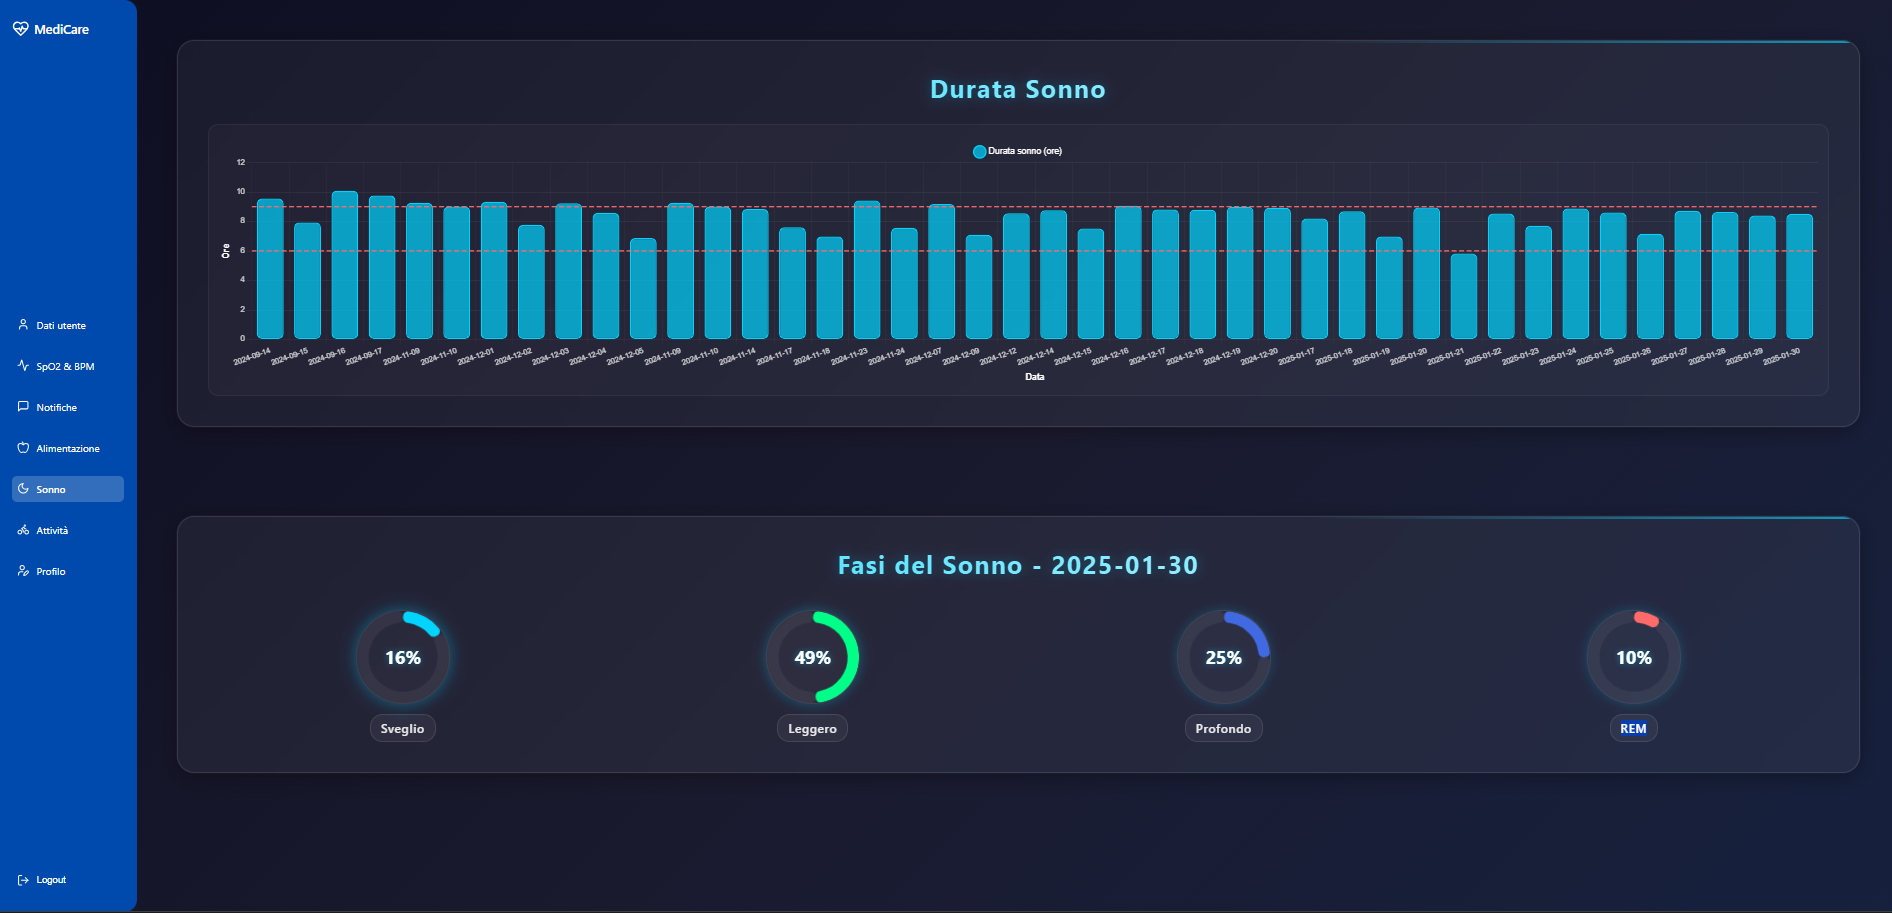 MediCare
Dati utente
SpO2 & BPM
Notifiche
Alimentazione
Sonno
Attività
Profilo
Logout
Durata Sonno
Durata sonno (ore)
12
10
8
6
4
2
0
Ore
2024-09-14
2024-09-15
2024-09-16
2024-09-17
2024-11-09
2024-11-10
2024-12-01
2024-12-02
2024-12-03
2024-12-04
2024-12-05
2024-11-09
2024-11-10
2024-11-14
2024-11-17
2024-11-18
2024-11-23
2024-11-24
2024-12-07
2024-12-09
2024-12-12
2024-12-14
2024-12-15
2024-12-16
2024-12-17
2024-12-18
2024-12-19
2024-12-20
2025-01-17
2025-01-18
2025-01-19
2025-01-20
2025-01-21
2025-01-22
2025-01-23
2025-01-24
2025-01-25
2025-01-26
2025-01-27
2025-01-28
2025-01-29
2025-01-30
Data
Fasi del Sonno - 2025-01-30
16%
49%
25%
10%
Sveglio
Leggero
Profondo
REM